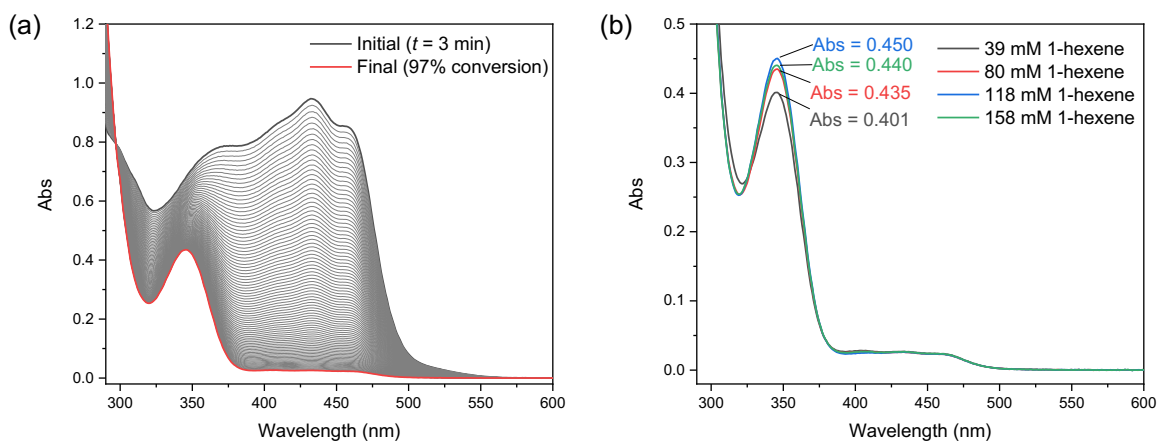 (a)
1.2
1.0
0.8
0.6
0.4
0.2
0.0
Abs
300
350
400
450
500
550
600
Wavelength (nm)
Initial (t = 3 min)
Final (97% conversion)
(b)
0.5
0.4
0.3
0.2
0.1
0.0
Abs
300
350
400
450
500
550
600
Wavelength (nm)
Abs = 0.450
Abs = 0.440
Abs = 0.435
Abs = 0.401
39 mM 1-hexene
80 mM 1-hexene
118 mM 1-hexene
158 mM 1-hexene